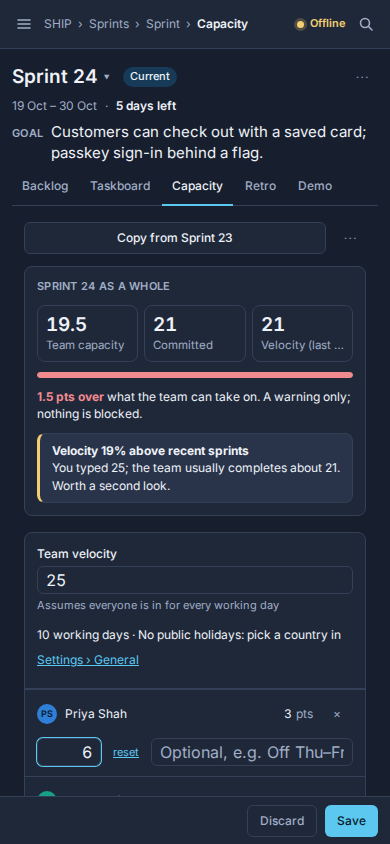 SHIP › Sprints › Sprint › Capacity
Offline
Sprint 24 ▾ Current ...
19 Oct – 30 Oct · 5 days left
GOAL Customers can check out with a saved card;
passkey sign-in behind a flag.
Backlog Taskboard Capacity Retro Demo
Copy from Sprint 23 ...
SPRINT 24 AS A WHOLE
19.5 21 21
Team capacity Committed Velocity (last ...
1.5 pts over what the team can take on. A warning only;
nothing is blocked.
Velocity 19% above recent sprints
You typed 25; the team usually completes about 21.
Worth a second look.
Team velocity
25
Assumes everyone is in for every working day
10 working days · No public holidays: pick a country in
Settings › General
PS Priya Shah 3 pts ×
6 reset Optional, e.g. Off Thu–Fr
Discard Save